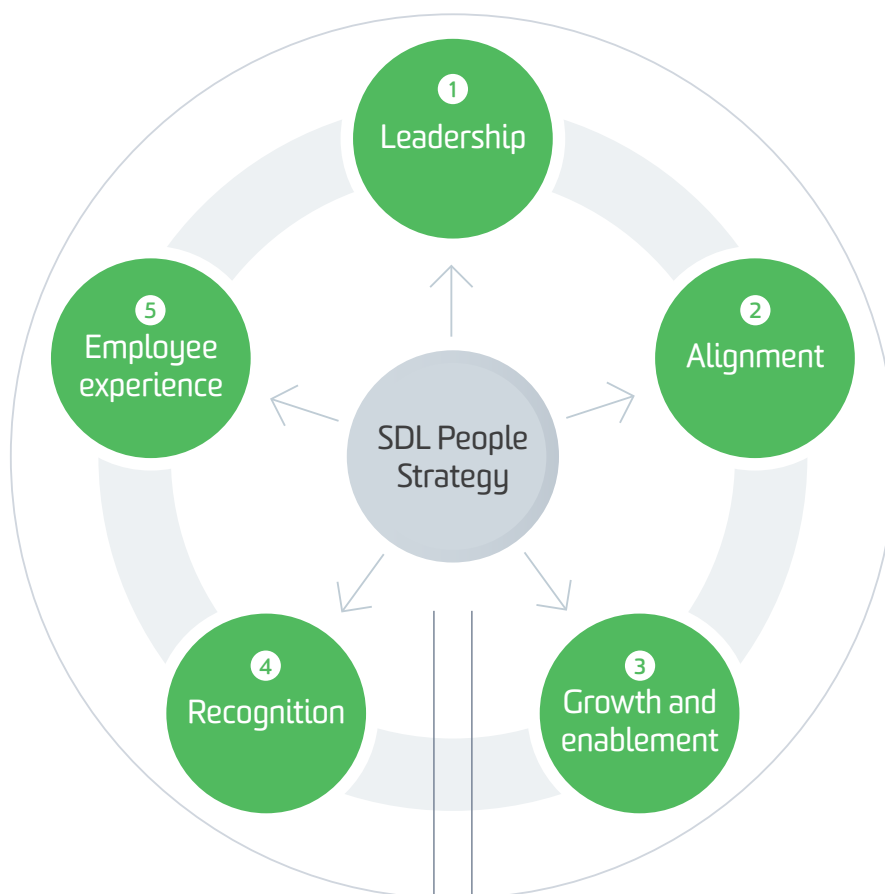 1
Leadership
2
Alignment
3
Growth and
enablement
4
Recognition
5
Employee
experience
SDL People
Strategy